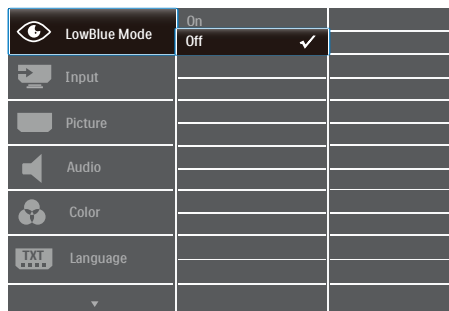 LowBlue Mode
On
Off
Input
Picture
Audio
Color
TXT
Language